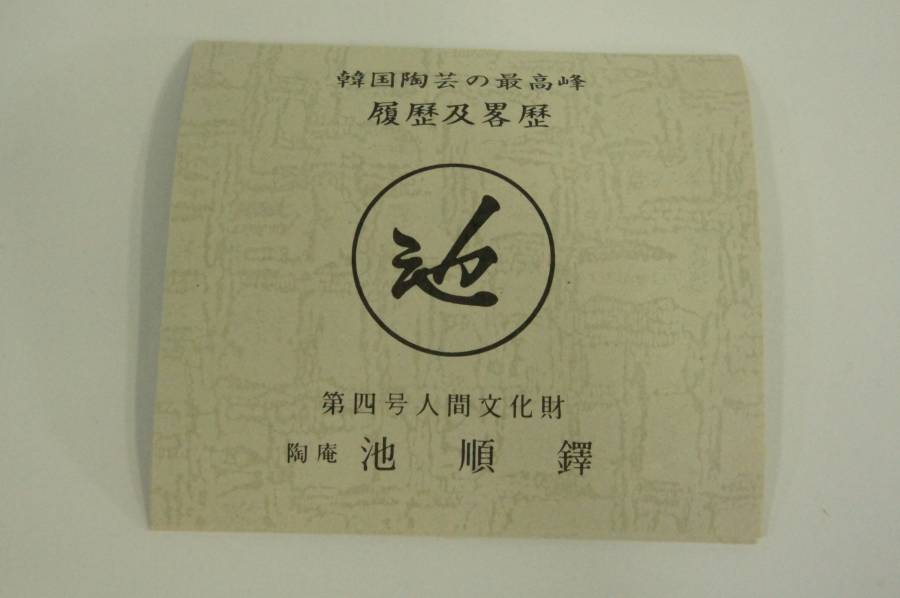 韓国陶芸の最高峰
履歴及畧歴
池
第四号人間文化財
陶庵 池 順 鐸